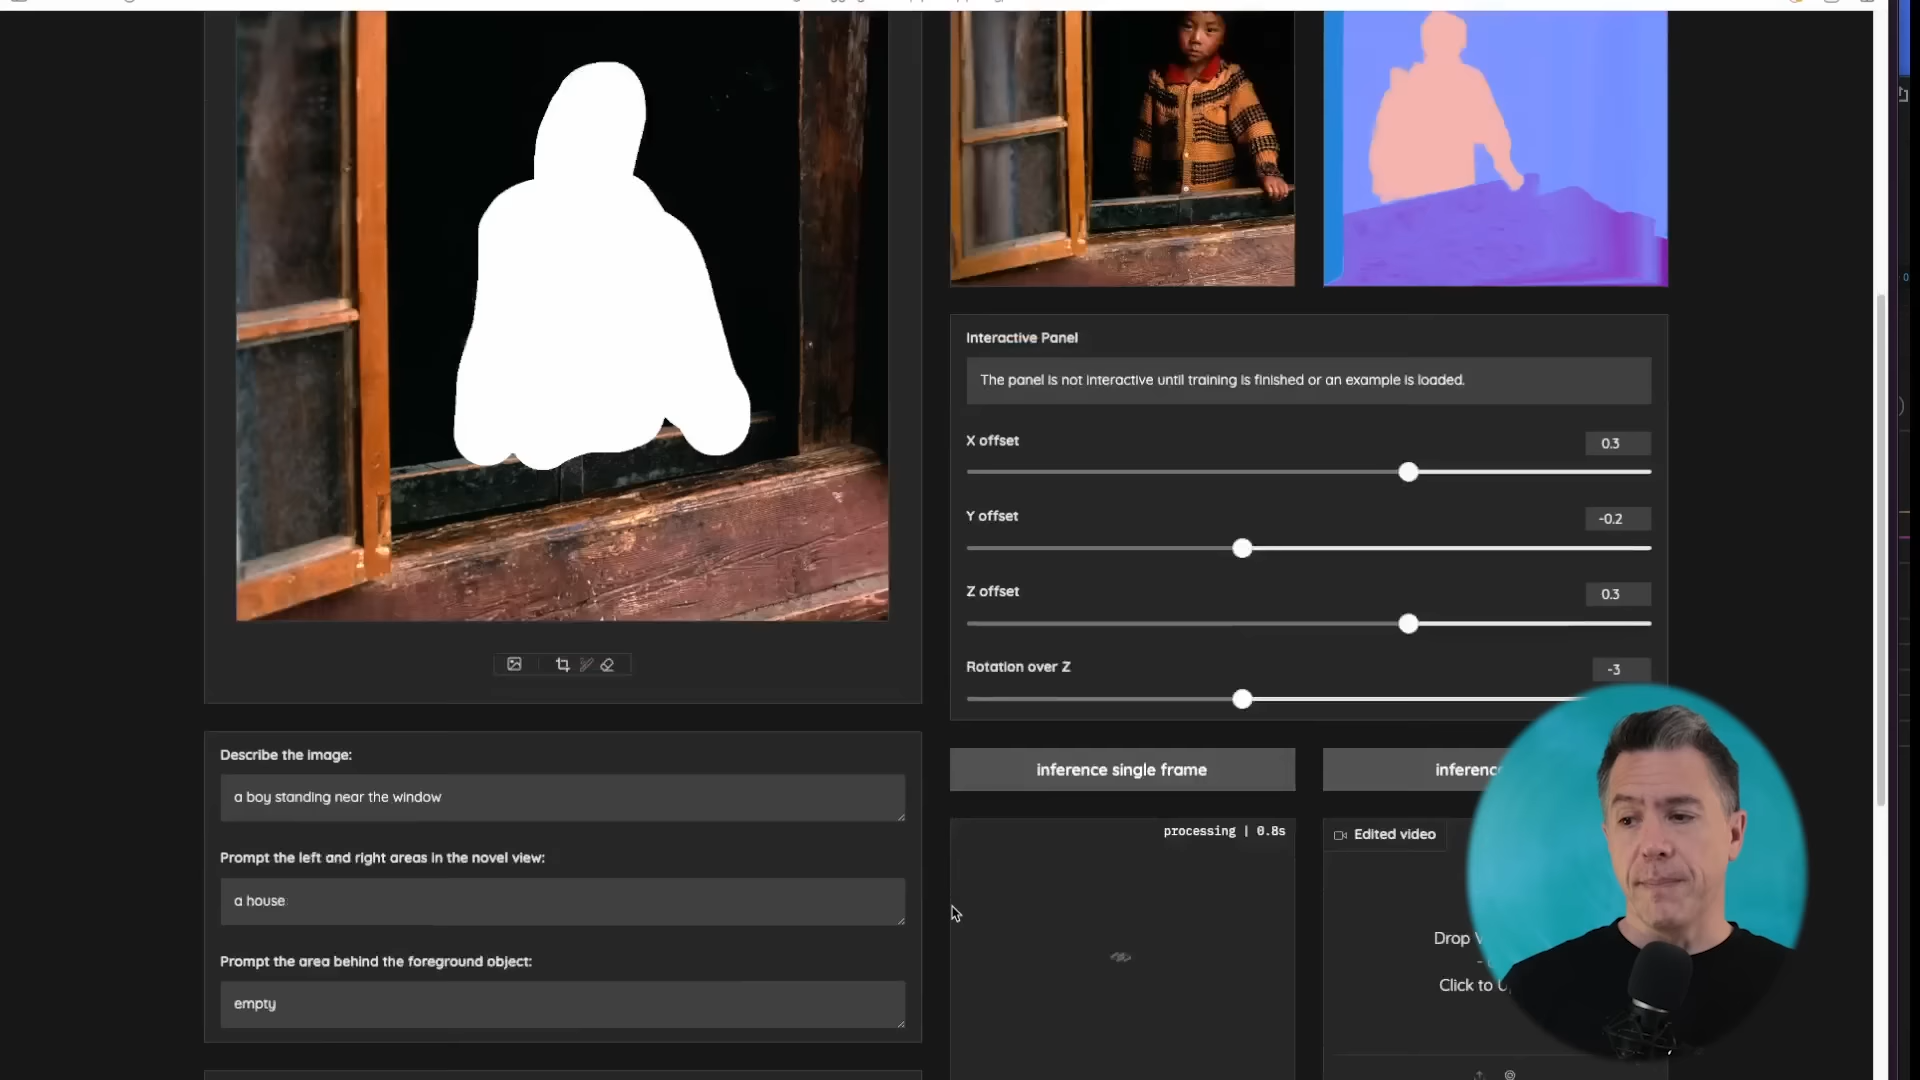 Interactive Panel
The panel is not interactive until training is finished or an example is loaded.
X offset
0.3
Y offset
-0.2
Z offset
0.3
Rotation over Z
-3
Describe the image:
a boy standing near the window
Prompt the left and right areas in the novel view:
a house
Prompt the area behind the foreground object:
empty
inference single frame
processing | 0.8s
Edited video
Drop
Click to